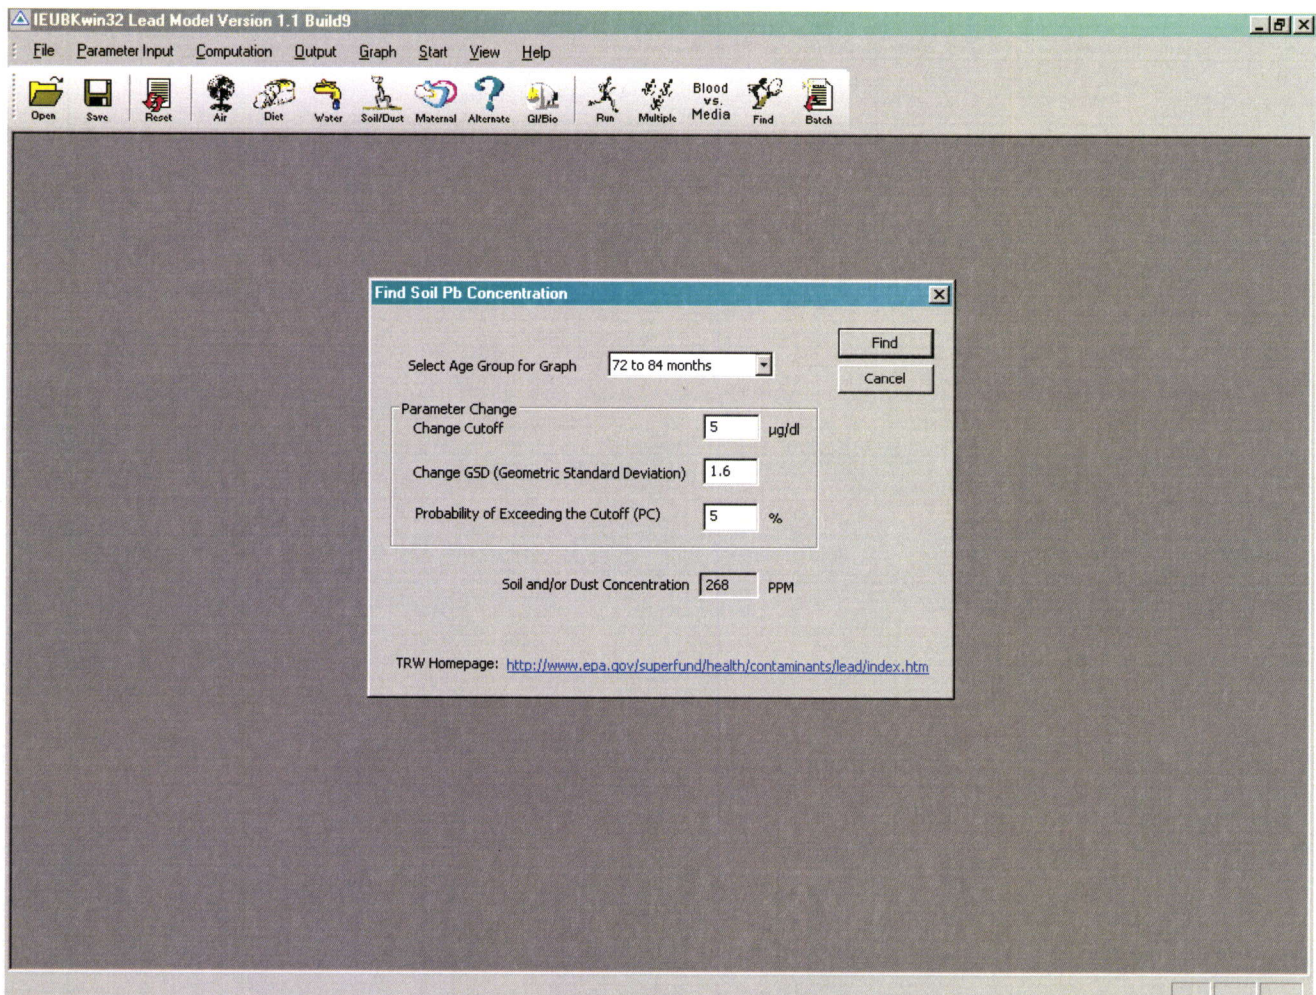 IEUBKwin32 Lead Model Version 1.1 Build9
File Parameter Input Computation Output Graph Start View Help
Open Save Reset Air Diet Water Soil/Dust Maternal Alternate GI/Bio Run Multiple Blood vs. Media Find Batch
Find Soil Pb Concentration
Select Age Group for Graph 72 to 84 months
Find
Cancel
Parameter Change
Change Cutoff 5 µg/dl
Change GSD (Geometric Standard Deviation) 1.6
Probability of Exceeding the Cutoff (PC) 5 %
Soil and/or Dust Concentration 268 PPM
TRW Homepage: http://www.epa.gov/superfund/health/contaminants/lead/index.htm